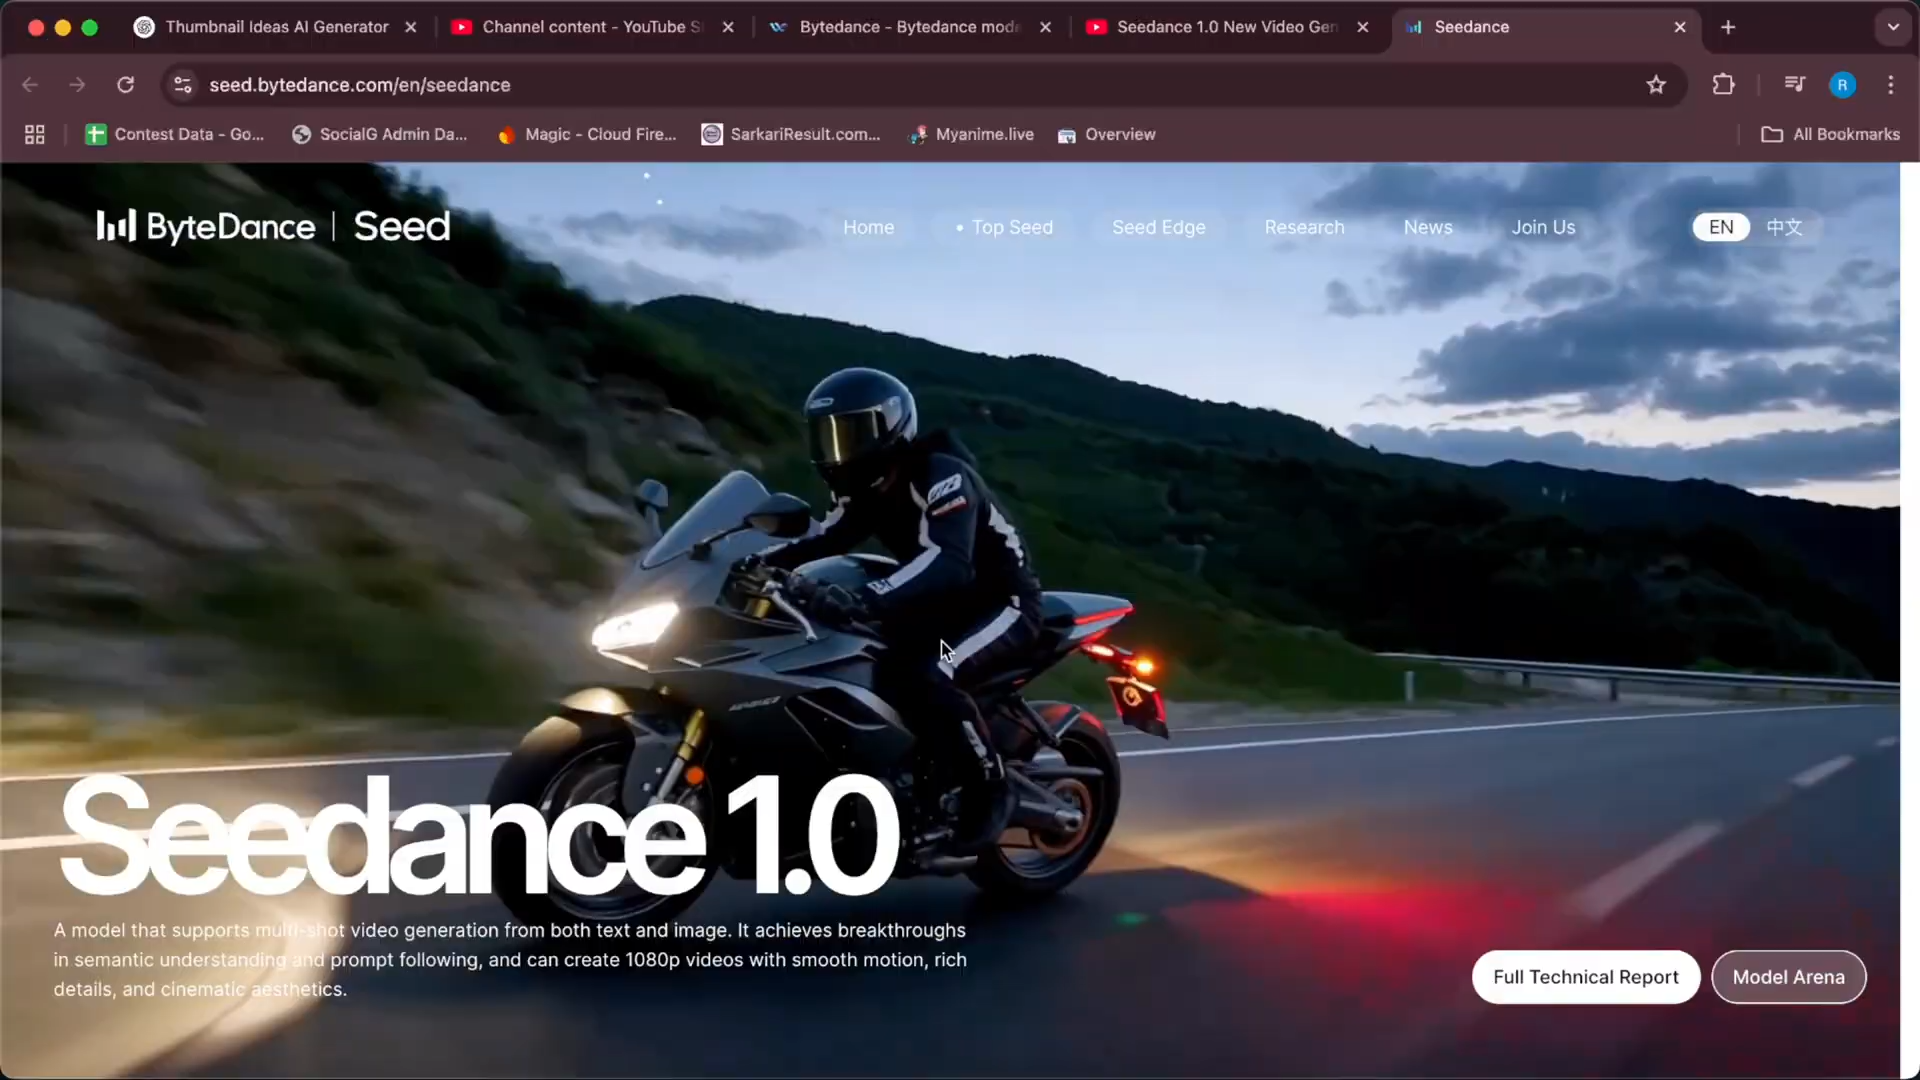 Thumbnail Ideas AI Generator
Channel content - YouTube S
Bytedance - Bytedance mode
Seedance 1.0 New Video Gen
Seedance
seed.bytedance.com/en/seedance
R
Contest Data - Go...
SocialG Admin Da...
Magic - Cloud Fire...
SarkariResult.com...
Myanime.live
Overview
All Bookmarks
ByteDance | Seed
Home
• Top Seed
Seed Edge
Research
News
Join Us
EN
中文
Seedance 1.0
A model that supports multi-shot video generation from both text and image. It achieves breakthroughs
in semantic understanding and prompt following, and can create 1080p videos with smooth motion, rich
details, and cinematic aesthetics.
Full Technical Report
Model Arena